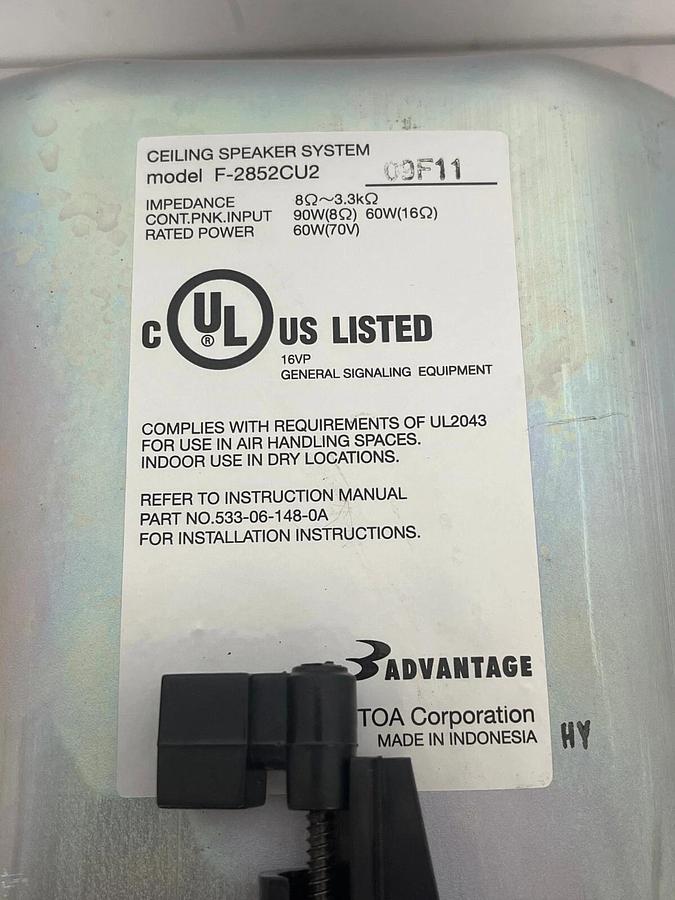 CEILING SPEAKER SYSTEM
model F-2852CU2 09F11
IMPEDANCE 8Ω～3.3kΩ
CONT.PNK.INPUT 90W(8Ω) 60W(16Ω)
RATED POWER 60W(70V)
C UL ® US LISTED
16VP
GENERAL SIGNALING EQUIPMENT
COMPLIES WITH REQUIREMENTS OF UL2043
FOR USE IN AIR HANDLING SPACES.
INDOOR USE IN DRY LOCATIONS.
REFER TO INSTRUCTION MANUAL
PART NO.533-06-148-0A
FOR INSTALLATION INSTRUCTIONS.
3 ADVANTAGE
TOA Corporation
MADE IN INDONESIA
HY